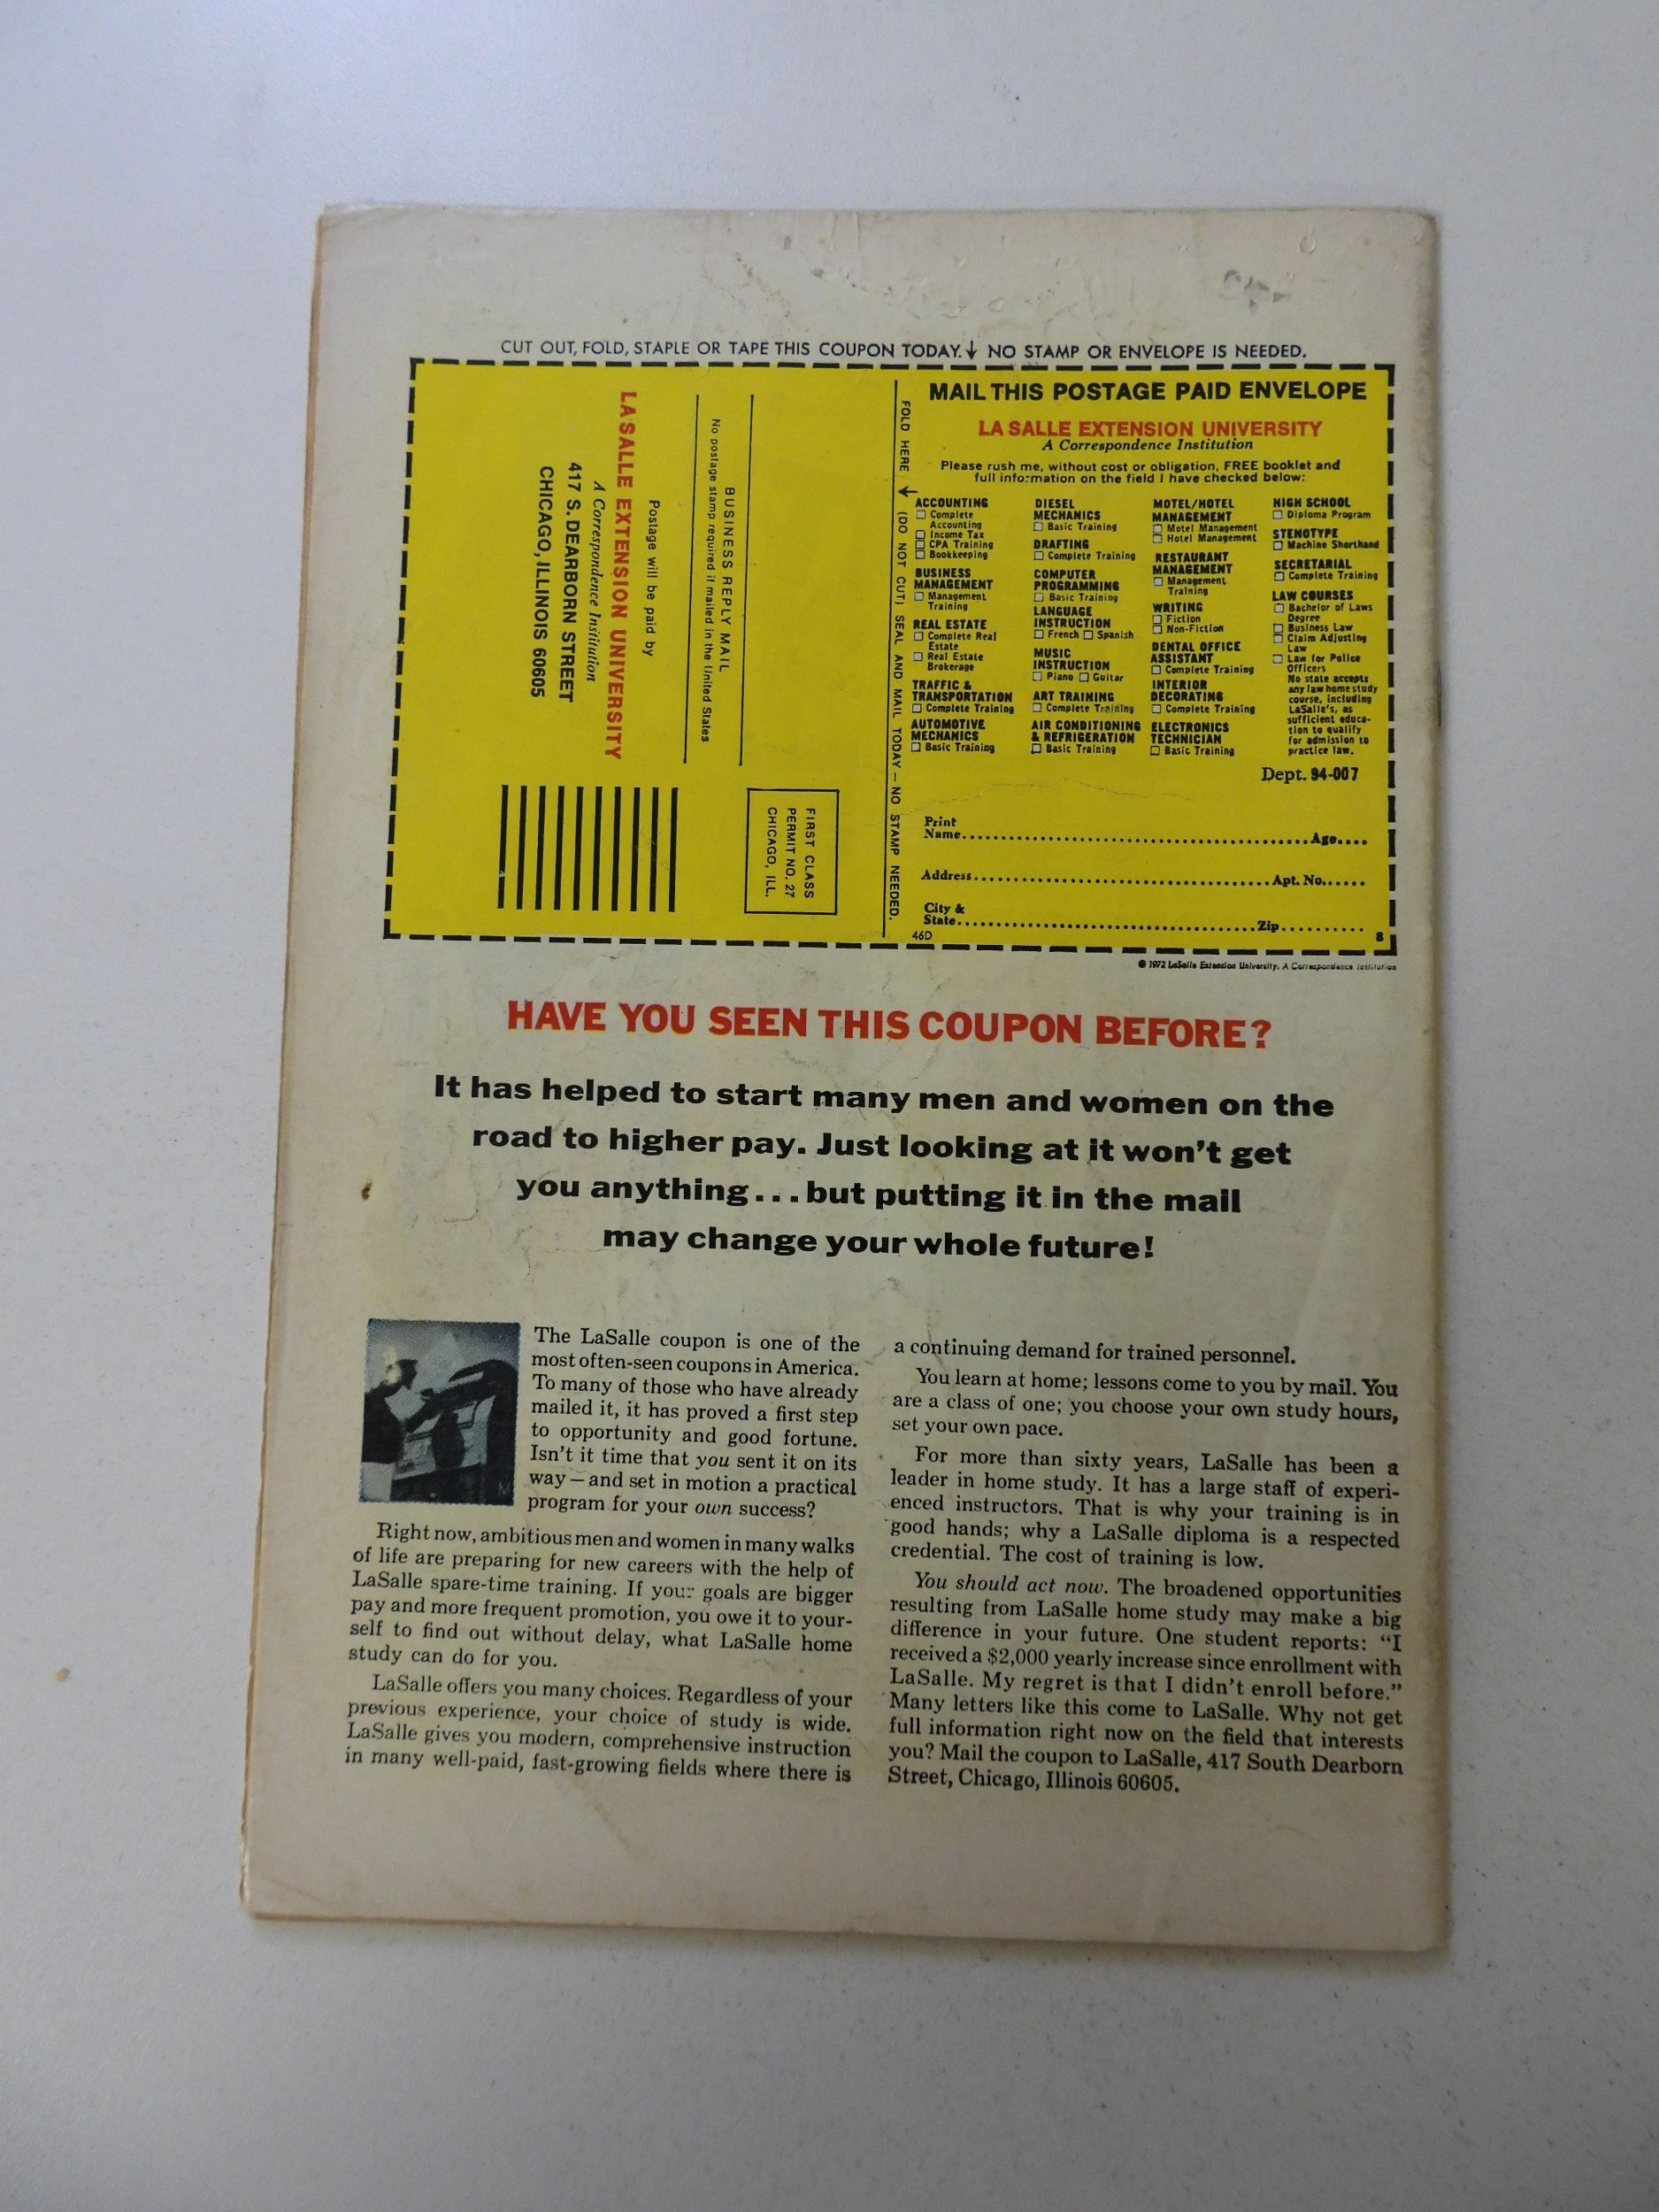 CUT OUT, FOLD, STAPLE OR TAPE THIS COUPON TODAY.↓ NO STAMP OR ENVELOPE IS NEEDED.
LASALLE EXTENSION UNIVERSITY
A Correspondence Institution
417 S. DEARBORN STREET
CHICAGO, ILLINOIS 60605
Postage will be paid by
BUSINESS REPLY MAIL
No postage stamp required if mailed in the United States
FIRST CLASS
PERMIT NO. 27
CHICAGO, ILL.
FOLD HERE ↓ (DO NOT CUT) SEAL AND MAIL TODAY — NO STAMP NEEDED.
MAIL THIS POSTAGE PAID ENVELOPE
LA SALLE EXTENSION UNIVERSITY
A Correspondence Institution
Please rush me, without cost or obligation, FREE booklet and
full information on the field I have checked below:
ACCOUNTING
☐ Complete
Accounting
☐ Income Tax
☐ CPA Training
☐ Bookkeeping
BUSINESS
MANAGEMENT
☐ Management
Training
REAL ESTATE
☐ Complete Real
Estate
☐ Real Estate
Brokerage
TRAFFIC &
TRANSPORTATION
☐ Complete Training
AUTOMOTIVE
MECHANICS
☐ Basic Training
DIESEL
MECHANICS
☐ Basic Training
DRAFTING
☐ Complete Training
COMPUTER
PROGRAMMING
☐ Basic Training
LANGUAGE
INSTRUCTION
☐ French ☐ Spanish
MUSIC
INSTRUCTION
☐ Piano ☐ Guitar
ART TRAINING
☐ Complete Training
AIR CONDITIONING
& REFRIGERATION
☐ Basic Training
MOTEL/HOTEL
MANAGEMENT
☐ Motel Management
☐ Hotel Management
RESTAURANT
MANAGEMENT
☐ Management
Training
WRITING
☐ Fiction
☐ Non-Fiction
DENTAL OFFICE
ASSISTANT
☐ Complete Training
INTERIOR
DECORATING
☐ Complete Training
ELECTRONICS
TECHNICIAN
☐ Basic Training
HIGH SCHOOL
☐ Diploma Program
STENOTYPE
☐ Machine Shorthand
SECRETARIAL
☐ Complete Training
LAW COURSES
☐ Bachelor of Laws
Degree
☐ Business Law
☐ Claim Adjusting
Law
☐ Law for Police
Officers
No state accepts
any law home study
course, including
LaSalle's, as
sufficient educa-
tion to qualify
for admission to
practice law.
Dept. 94-007
Print
Name.....Age....
Address.....Apt. No......
City &
State.....Zip..........
46D 8
© 1972 LaSalle Extension University. A Correspondence Institution
HAVE YOU SEEN THIS COUPON BEFORE?
It has helped to start many men and women on the
road to higher pay. Just looking at it won't get
you anything...but putting it in the mail
may change your whole future!
The LaSalle coupon is one of the
most often-seen coupons in America.
To many of those who have already
mailed it, it has proved a first step
to opportunity and good fortune.
Isn't it time that you sent it on its
way—and set in motion a practical
program for your own success?
Right now, ambitious men and women in many walks
of life are preparing for new careers with the help of
LaSalle spare-time training. If your goals are bigger
pay and more frequent promotion, you owe it to your-
self to find out without delay, what LaSalle home
study can do for you.
LaSalle offers you many choices. Regardless of your
previous experience, your choice of study is wide.
LaSalle gives you modern, comprehensive instruction
in many well-paid, fast-growing fields where there is
a continuing demand for trained personnel.
You learn at home; lessons come to you by mail. You
are a class of one; you choose your own study hours,
set your own pace.
For more than sixty years, LaSalle has been a
leader in home study. It has a large staff of experi-
enced instructors. That is why your training is in
good hands; why a LaSalle diploma is a respected
credential. The cost of training is low.
You should act now. The broadened opportunities
resulting from LaSalle home study may make a big
difference in your future. One student reports: "I
received a $2,000 yearly increase since enrollment with
LaSalle. My regret is that I didn't enroll before."
Many letters like this come to LaSalle. Why not get
full information right now on the field that interests
you? Mail the coupon to LaSalle, 417 South Dearborn
Street, Chicago, Illinois 60605.